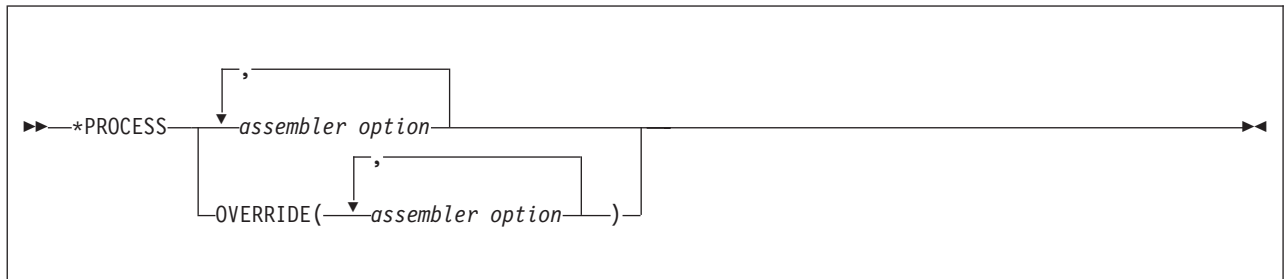 ,
*PROCESS assembler option
,
OVERRIDE( assembler option )